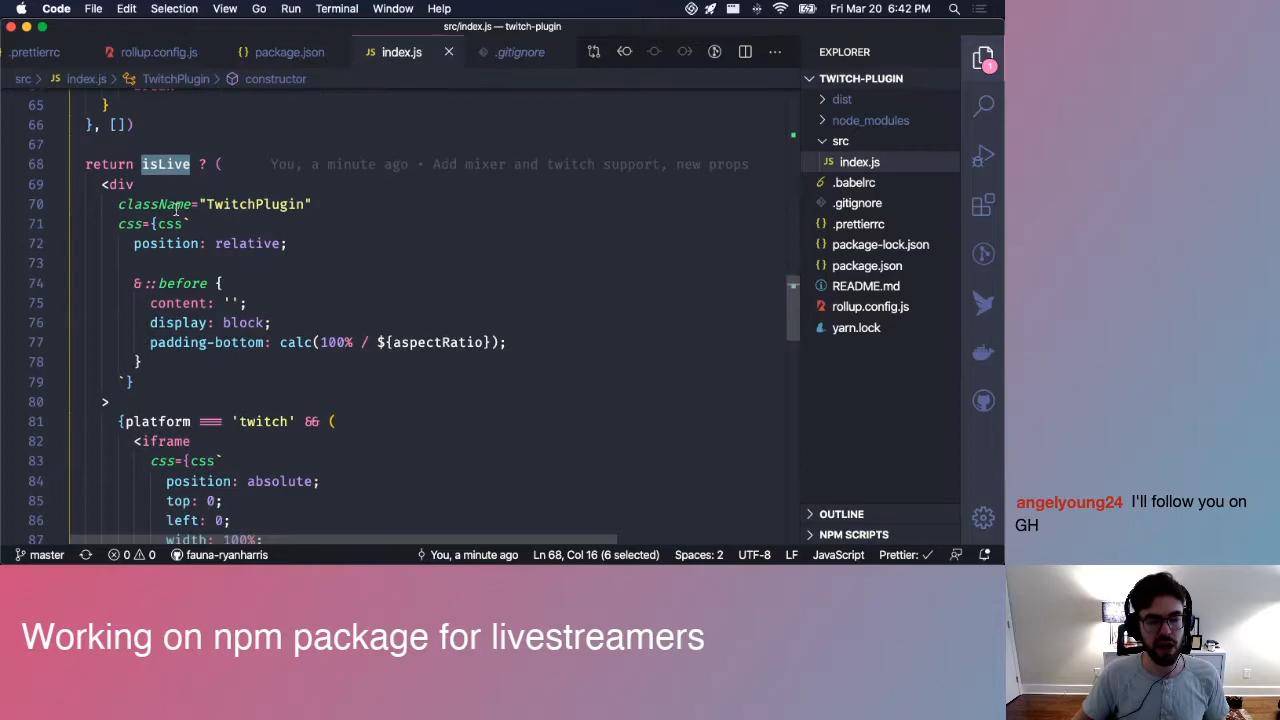 Code File Edit Selection View Go Run Terminal Window Help Fri Mar 20 6:42 PM
src/index.js — twitch-plugin
.prettierrc rollup.config.js package.json JS index.js .gitignore
src > JS index.js > TwitchPlugin > constructor
65 }
66 }, [])
67
68 return isLive ? ( You, a minute ago • Add mixer and twitch support, new props
69 <div
70 className="TwitchPlugin"
71 css={css`
72 position: relative;
73
74 &::before {
75 content: '';
76 display: block;
77 padding-bottom: calc(100% / ${aspectRatio});
78 }
79 `}
80 >
81 {platform === 'twitch' && (
82 <iframe
83 css={css`
84 position: absolute;
85 top: 0;
86 left: 0;
87 width: 100%;
EXPLORER
TWITCH-PLUGIN
dist
node_modules
src
JS index.js
.babelrc
.gitignore
.prettierrc
package-lock.json
package.json
README.md
rollup.config.js
yarn.lock
OUTLINE
NPM SCRIPTS
1
master 0 0 fauna-ryanharris You, a minute ago Ln 68, Col 16 (6 selected) Spaces: 2 UTF-8 LF JavaScript Prettier: ✓
angelyoung24 I'll follow you on
GH
Working on npm package for livestreamers